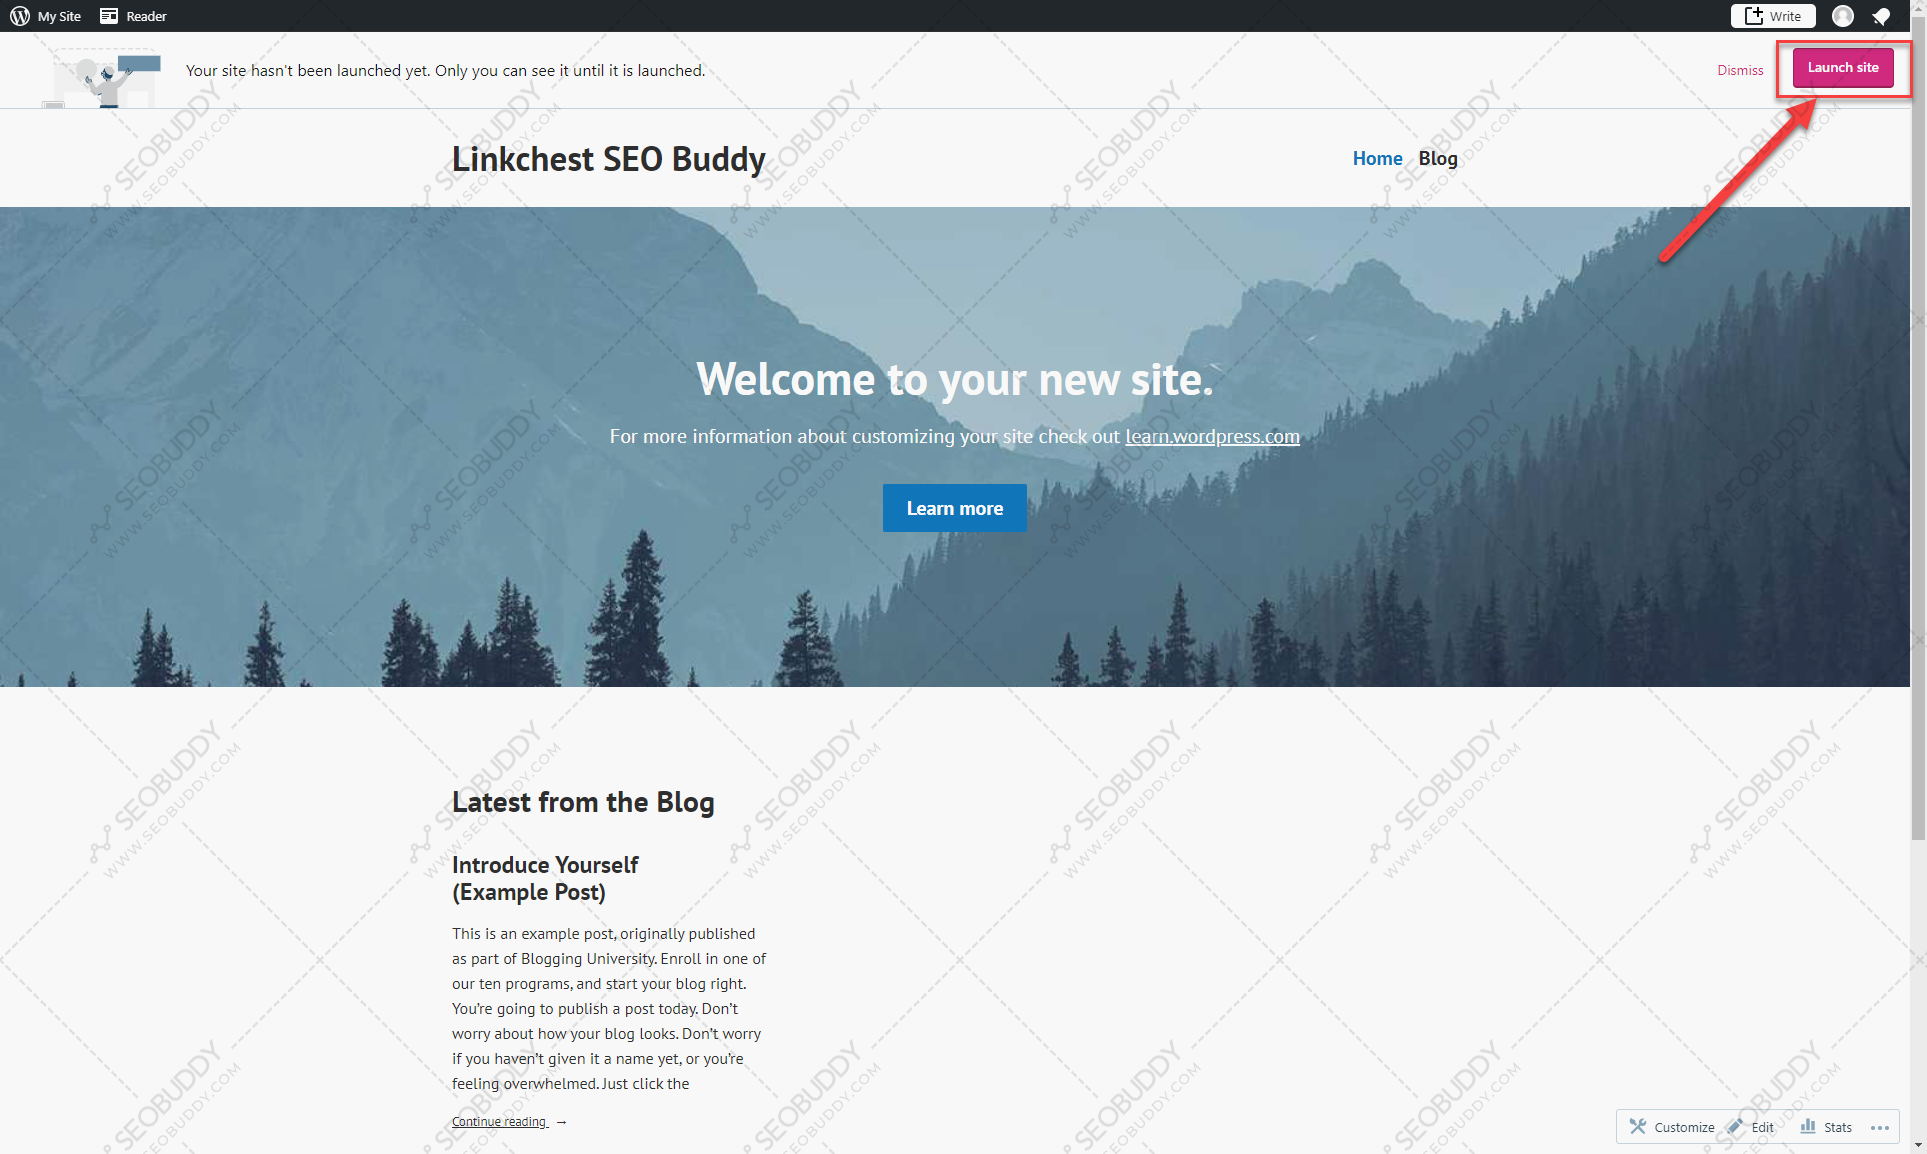 My Site Reader Write
Your site hasn't been launched yet. Only you can see it until it is launched. Dismiss Launch site
Linkchest SEO Buddy Home Blog
Welcome to your new site.
For more information about customizing your site check out learn.wordpress.com
Learn more
Latest from the Blog
Introduce Yourself
(Example Post)
This is an example post, originally published
as part of Blogging University. Enroll in one of
our ten programs, and start your blog right.
You're going to publish a post today. Don't
worry about how your blog looks. Don't worry
if you haven't given it a name yet, or you're
feeling overwhelmed. Just click the
Continue reading →
Customize Edit Stats
SEOBUDDY
WWW.SEOBUDDY.COM